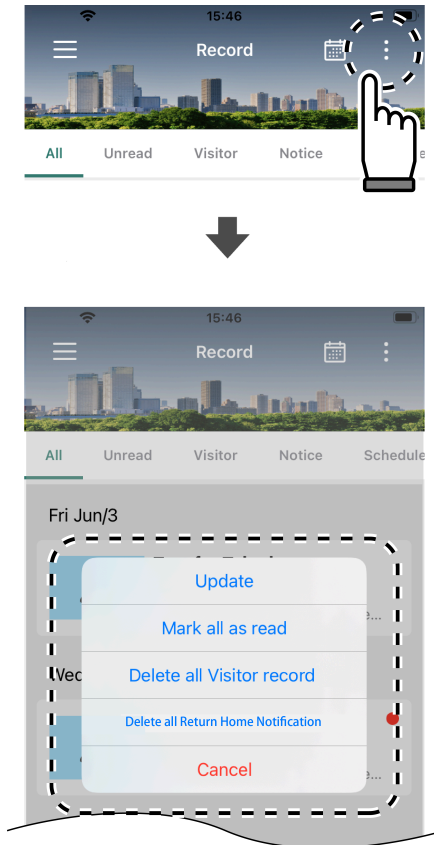 15:46
Record
All Unread Visitor Notice
15:46
Record
All Unread Visitor Notice Schedule
Fri Jun/3
Update
Mark all as read
Wed
Delete all Visitor record
Delete all Return Home Notification
Cancel